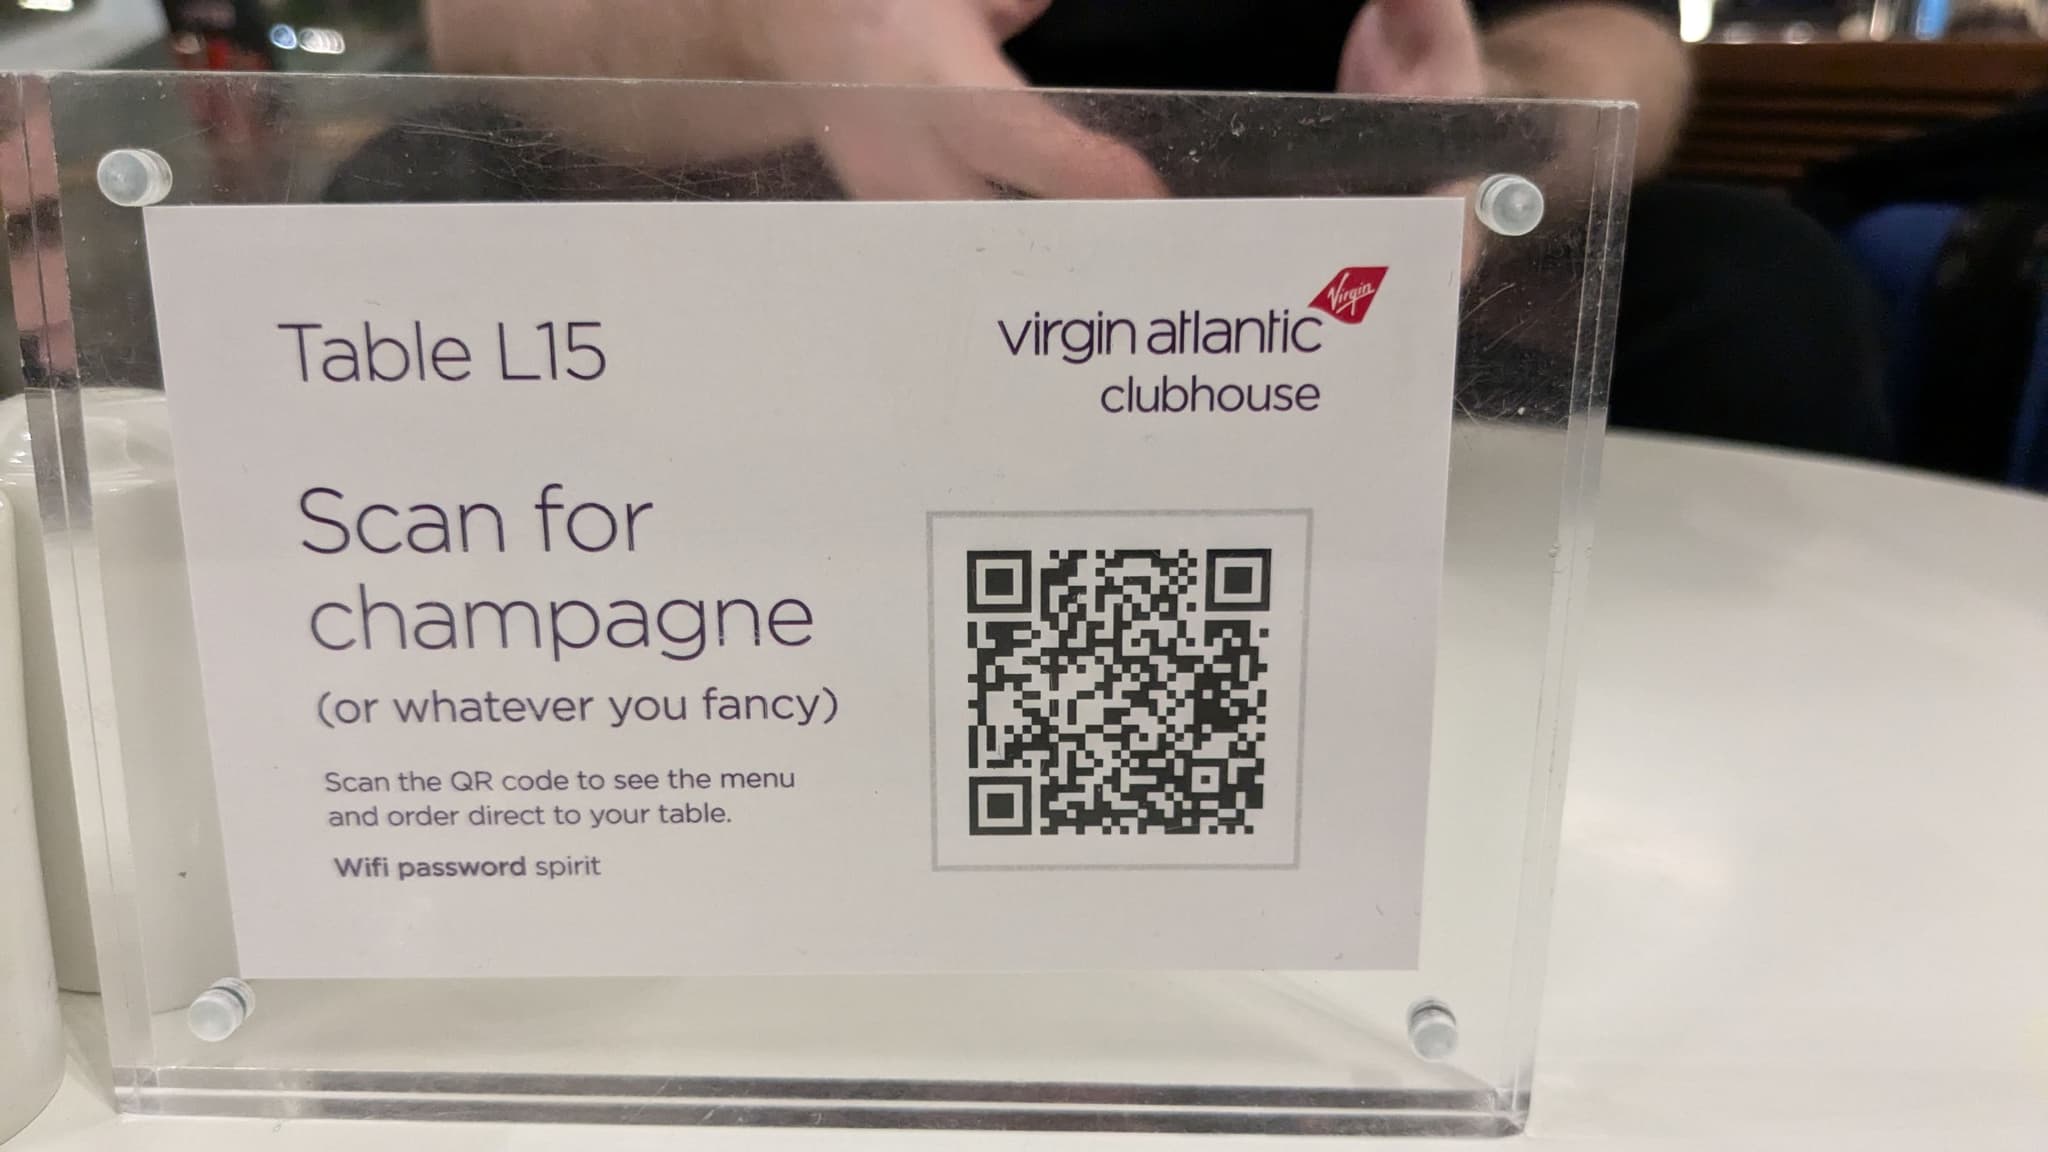 Table L15
virgin atlantic
Virgin
clubhouse
Scan for
champagne
(or whatever you fancy)
Scan the QR code to see the menu
and order direct to your table.
Wifi password spirit